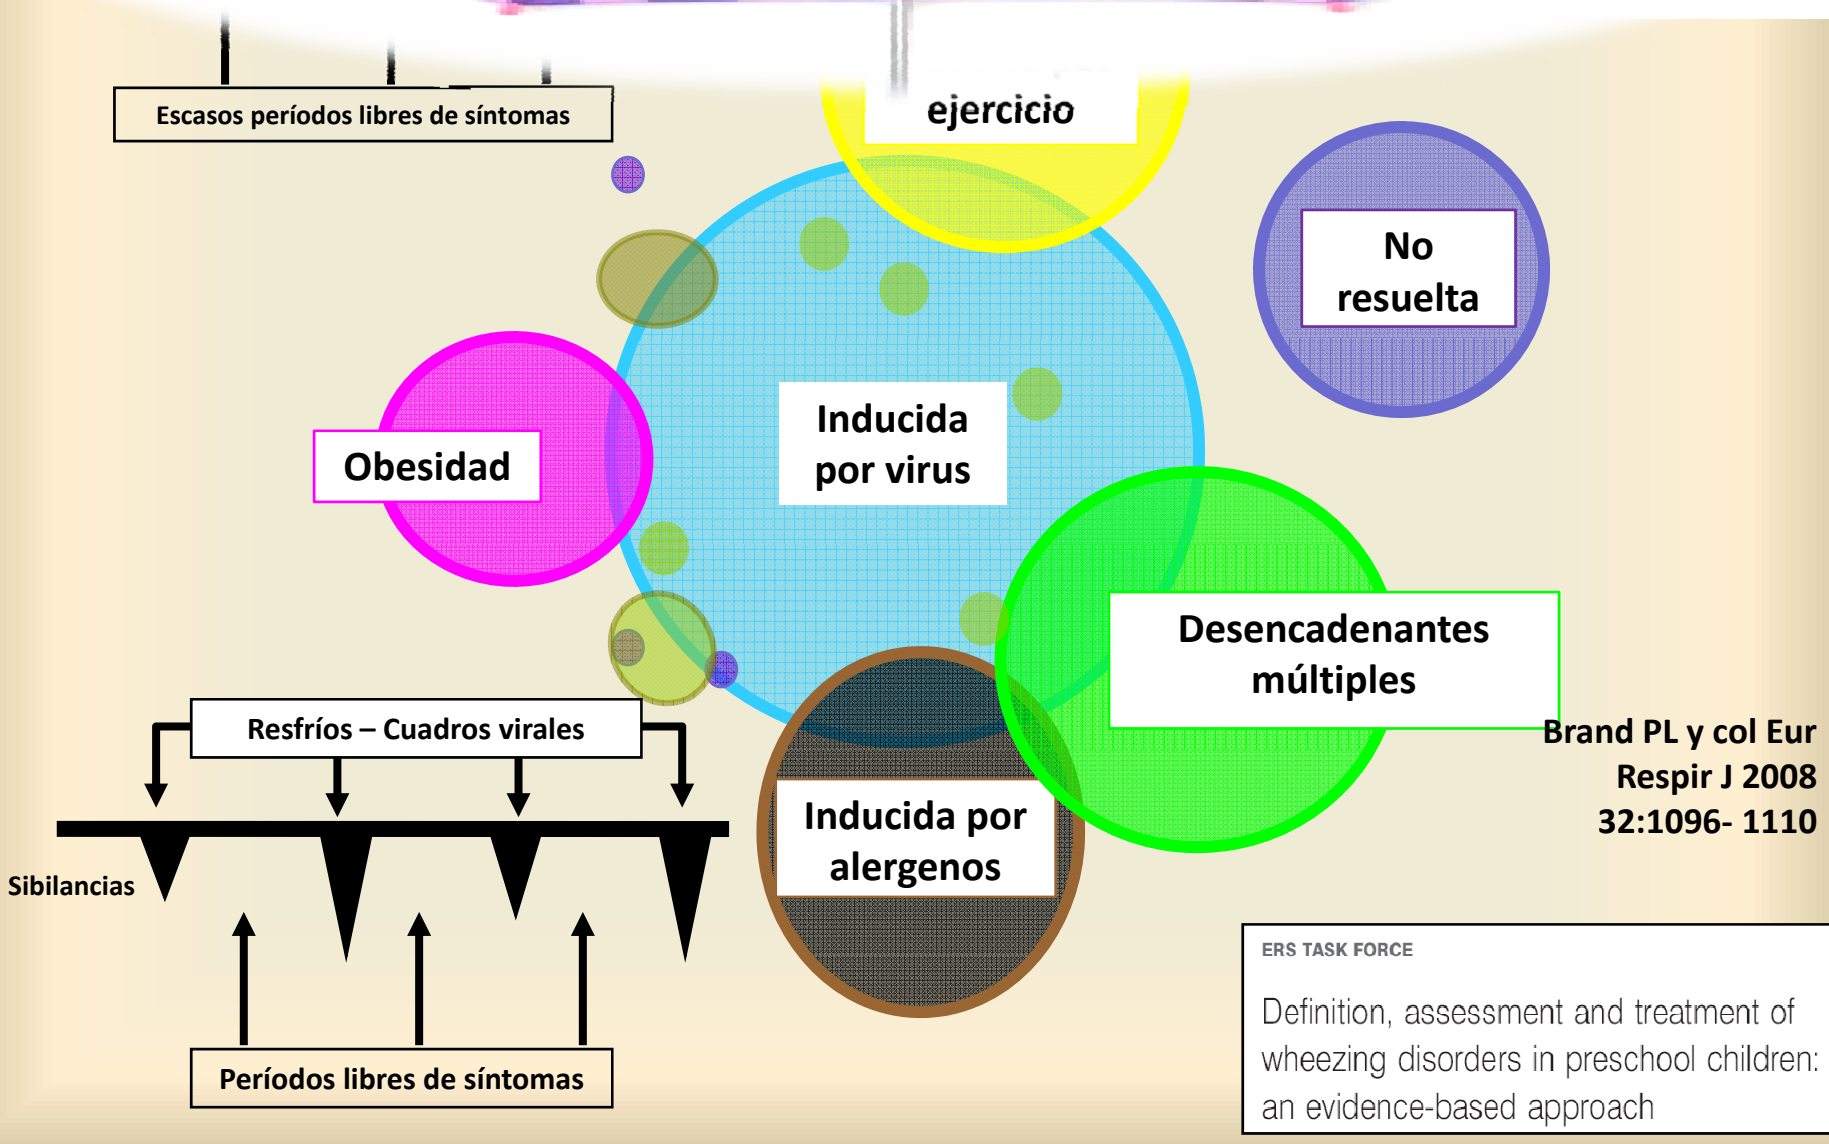 Escasos períodos libres de síntomas
ejercicio
No
resuelta
Inducida
por virus
Obesidad
Desencadenantes
múltiples
Resfríos – Cuadros virales
Brand PL y col Eur
Respir J 2008
32:1096- 1110
Inducida por
alergenos
Sibilancias
Períodos libres de síntomas
ERS TASK FORCE
Definition, assessment and treatment of
wheezing disorders in preschool children:
an evidence-based approach